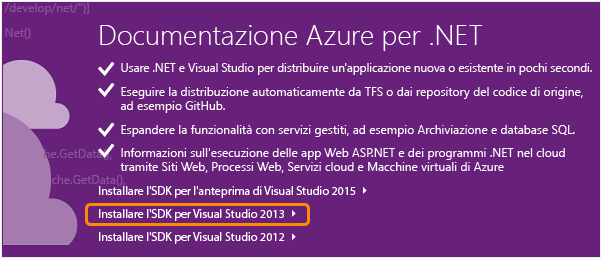 /develop/net/"}]
Net()
Documentazione Azure per .NET
Usare .NET e Visual Studio per distribuire un'applicazione nuova o esistente in pochi secondi.
Eseguire la distribuzione automaticamente da TFS o dai repository del codice di origine,
ad esempio GitHub.
Espandere la funzionalità con servizi gestiti, ad esempio Archiviazione e database SQL.
che.GetData()
Informazioni sull'esecuzione delle app Web ASP.NET e dei programmi .NET nel cloud
tramite Siti Web, Processi Web, Servizi cloud e Macchine virtuali di Azure
che.GetData()
Installare l'SDK per l'anteprima di Visual Studio 2015
Installare l'SDK per Visual Studio 2013
Installare l'SDK per Visual Studio 2012